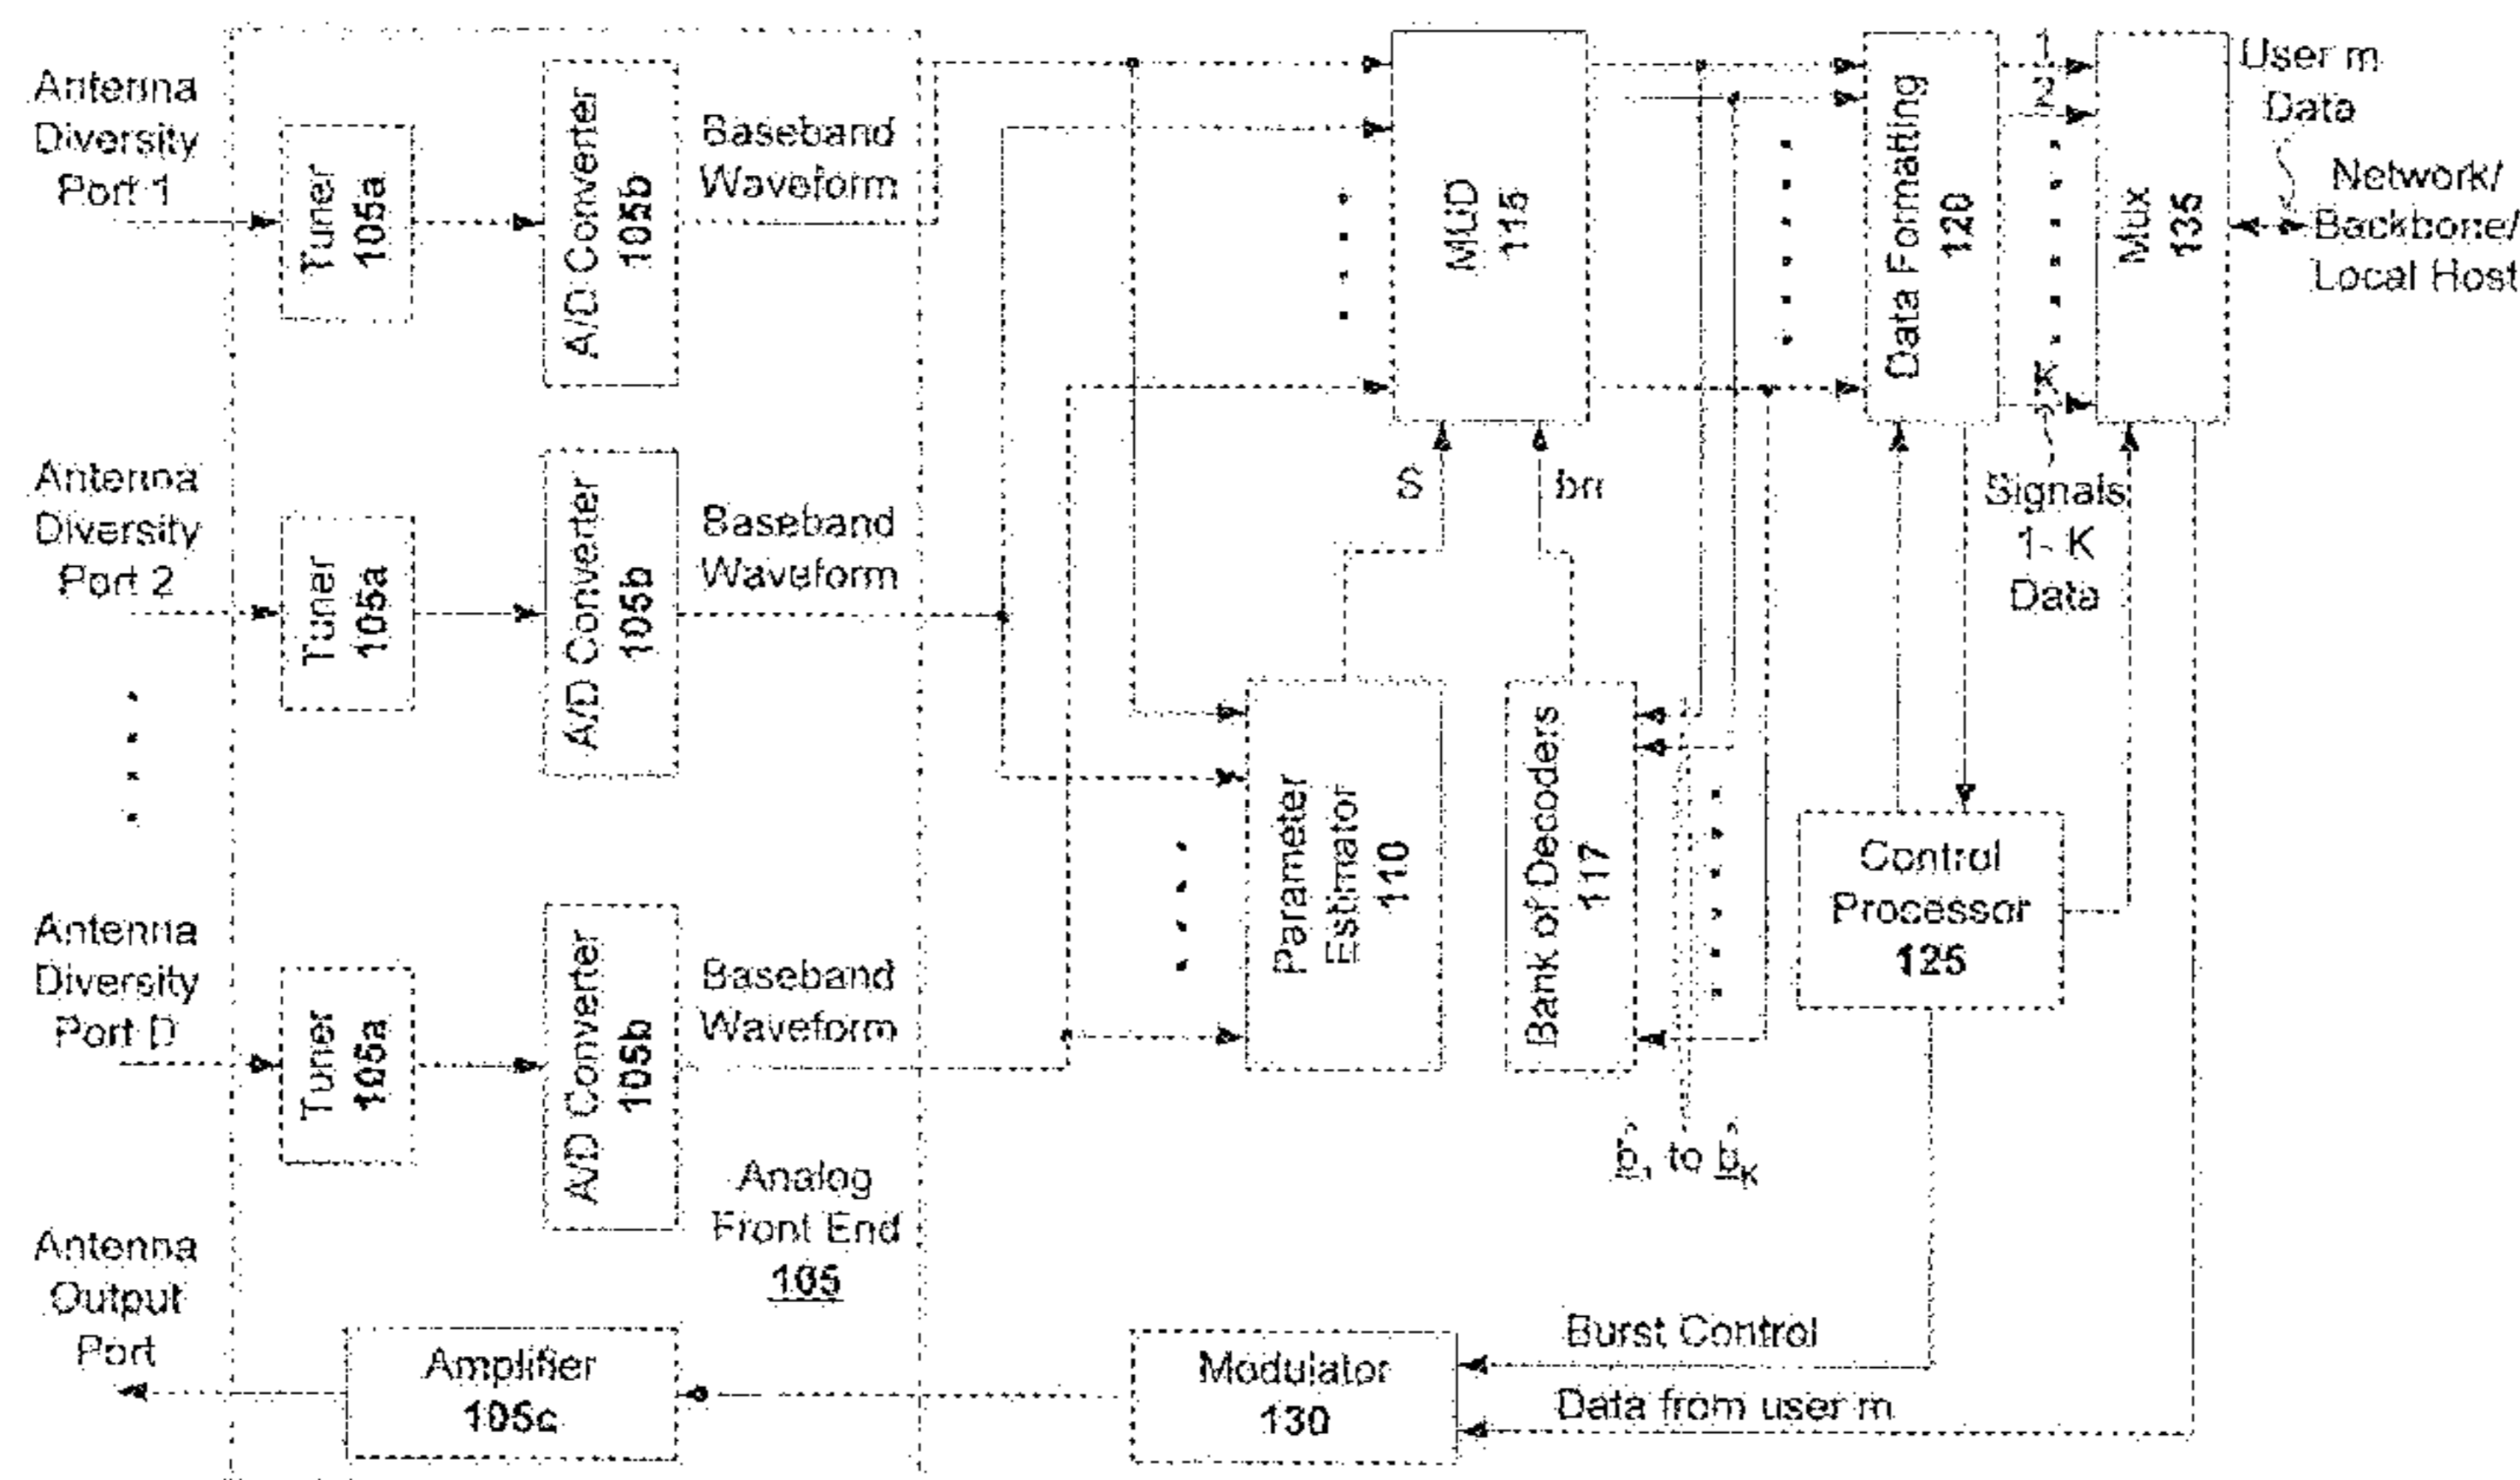 Antenna
Diversity
Port 1
Tuner
105a
A/D Converter
105b
Baseband
Waveform
MUD
115
Data Formatting
120
1
2
K
Mux
135
User m
Data
Network/
Backbone/
Local Host
Antenna
Diversity
Port 2
Tuner
105a
A/D Converter
105b
Baseband
Waveform
S
bn
Signals
1- K
Data
Antenna
Diversity
Port D
Tuner
105a
A/D Converter
105b
Baseband
Waveform
Parameter
Estimator
110
Bank of Decoders
117
Control
Processor
125
b̂1 to b̂K
Analog
Front End
105
Antenna
Output
Port
Amplifier
105c
Modulator
130
Burst Control
Data from user m